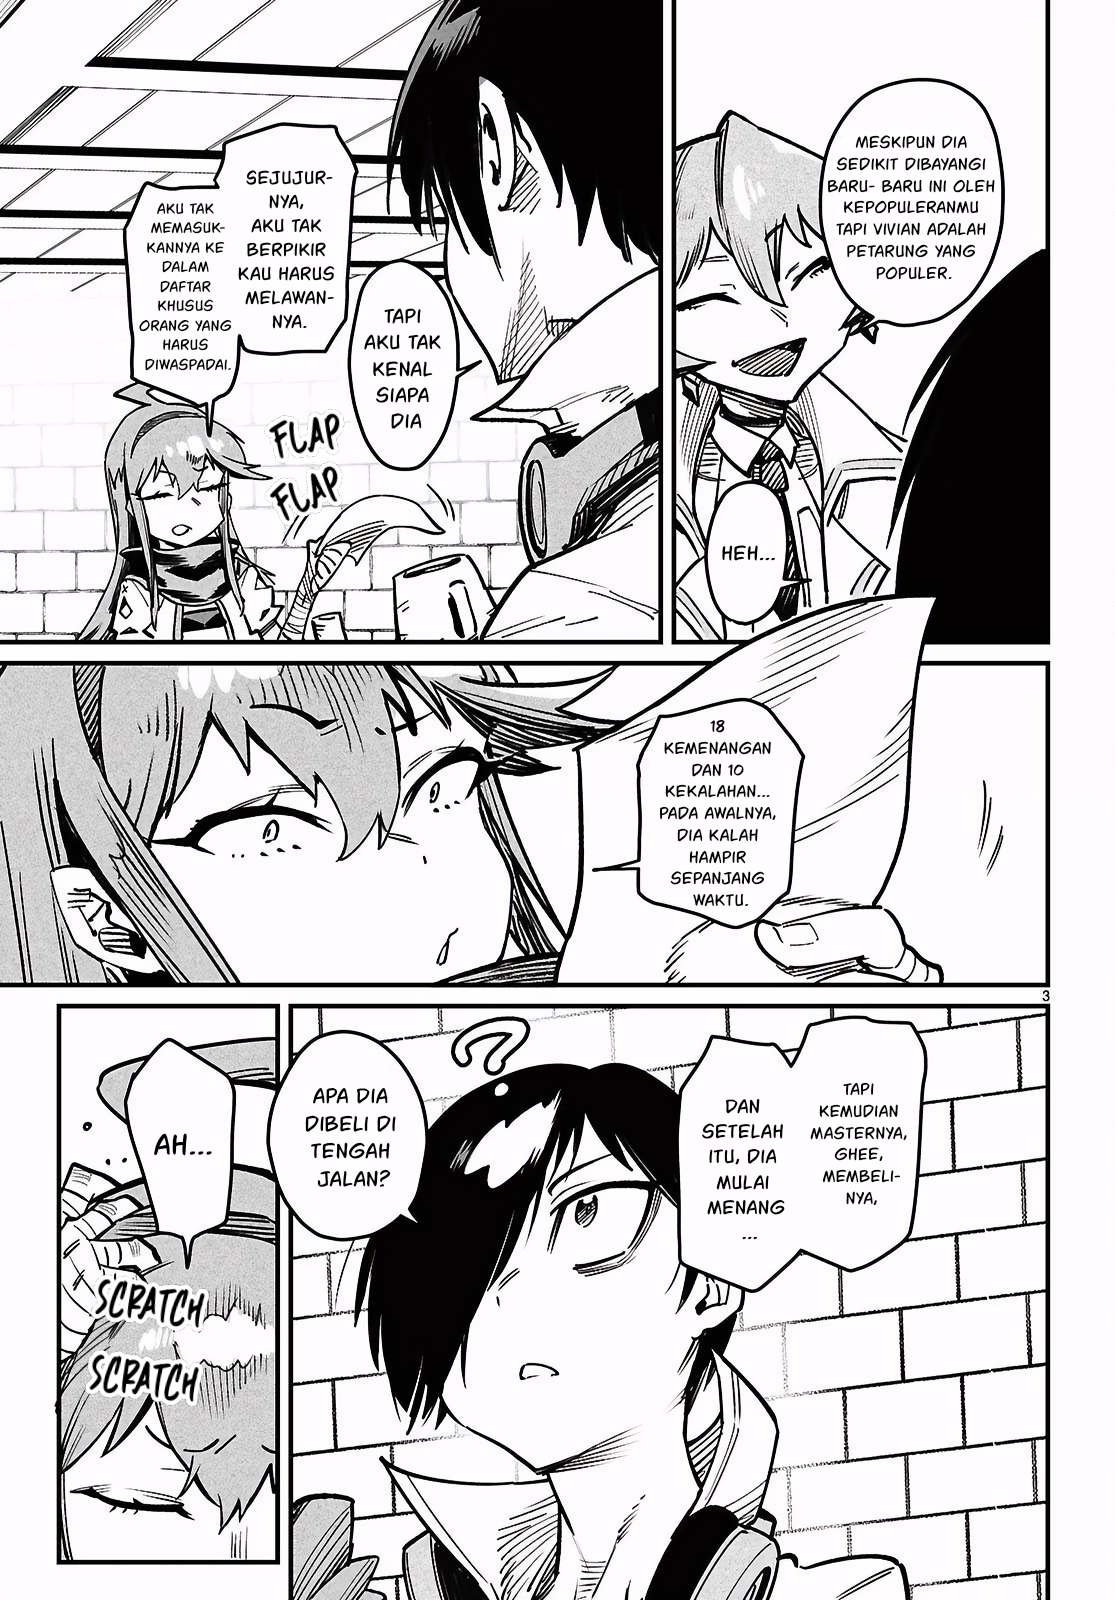 MESKIPUN DIA
SEDIKIT DIBAYANGI
BARU- BARU INI OLEH
KEPOPULERANMU
TAPI VIVIAN ADALAH
PETARUNG YANG
POPULER.
HEH...
TAPI
AKU TAK
KENAL
SIAPA
DIA
SEJUJUR-
NYA,
AKU TAK
BERPIKIR
KAU HARUS
MELAWAN-
NYA.
AKU TAK
MEMASUK-
KANNYA KE
DALAM
DAFTAR
KHUSUS
ORANG YANG
HARUS
DIWASPADAI.
FLAP
FLAP
18
KEMENANGAN
DAN 10
KEKALAHAN...
PADA AWALNYA,
DIA KALAH
HAMPIR
SEPANJANG
WAKTU.
3
TAPI
KEMUDIAN
MASTERNYA,
GHEE,
MEMBELI-
NYA,
DAN
SETELAH
ITU, DIA
MULAI
MENANG
...
?
APA DIA
DIBELI DI
TENGAH
JALAN?
AH...
SCRATCH
SCRATCH